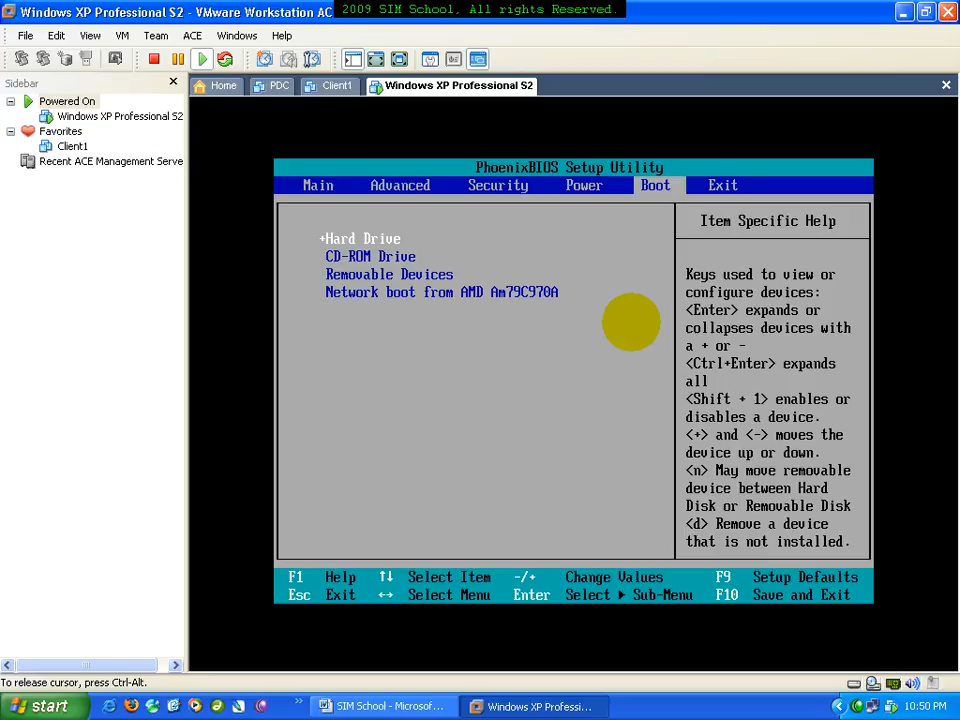 Windows XP Professional S2 - VMware Workstation AC
2009 SIM School, All rights Reserved.
File Edit View VM Team ACE Windows Help
Sidebar
Home PDC Client1 Windows XP Professional S2
Powered On
Windows XP Professional S2
Favorites
Client1
Recent ACE Management Serve
PhoenixBIOS Setup Utility
Main Advanced Security Power Boot Exit
+Hard Drive
CD-ROM Drive
Removable Devices
Network boot from AMD Am79C970A
Item Specific Help
Keys used to view or
configure devices:
<Enter> expands or
collapses devices with
a + or -
<Ctrl+Enter> expands
all
<Shift + 1> enables or
disables a device.
<+> and <-> moves the
device up or down.
<n> May move removable
device between Hard
Disk or Removable Disk
<d> Remove a device
that is not installed.
F1 Help ↑↓ Select Item -/+ Change Values F9 Setup Defaults
Esc Exit ↔ Select Menu Enter Select ▶ Sub-Menu F10 Save and Exit
To release cursor, press Ctrl-Alt.
start SIM School - Microsof... Windows XP Professi... 10:50 PM